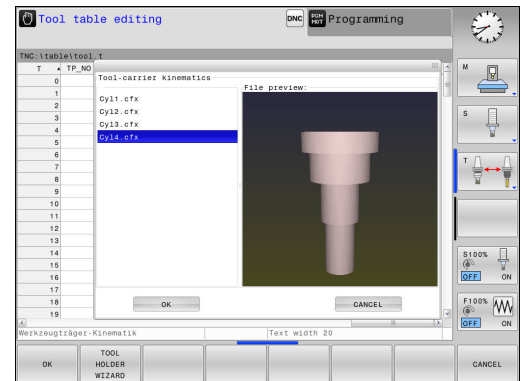 Tool table editing
DNC
PGM
MGT
Programming
TNC:\table\tool.t
T
TP_NO
0
1
2
3
4
5
6
7
8
9
10
11
12
13
14
15
16
17
18
19
Tool-carrier kinematics
Cyl1.cfx
Cyl2.cfx
Cyl3.cfx
Cyl4.cfx
File preview:
OK
CANCEL
Werkzeugträger-Kinematik
Text width 20
M
S
T
S100%
OFF
ON
F100%
OFF
ON
OK
TOOL
HOLDER
WIZARD
CANCEL